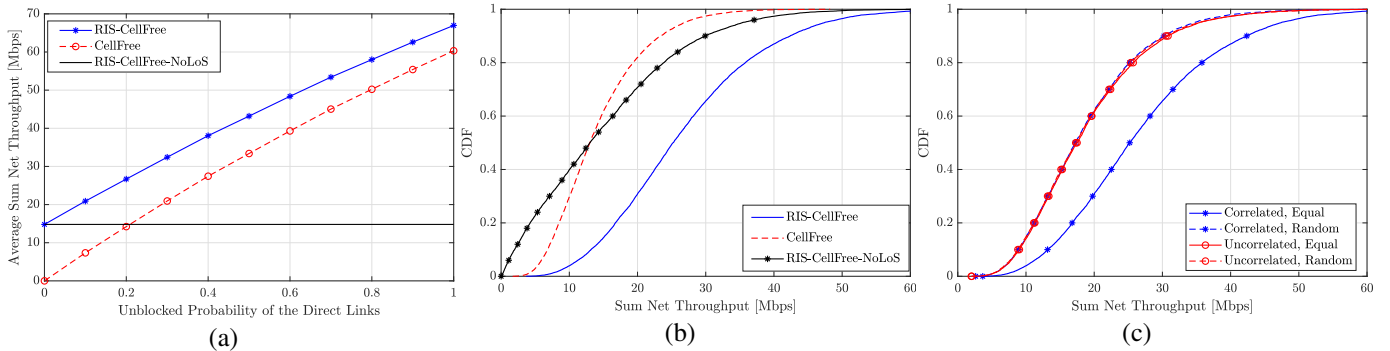 70
60
50
40
30
20
10
0
Average Sum Net Throughput [Mbps]
RIS-CellFree
CellFree
RIS-CellFree-NoLoS
0 0.2 0.4 0.6 0.8 1
Unblocked Probability of the Direct Links
(a)
1
0.8
0.6
0.4
0.2
0
CDF
RIS-CellFree
CellFree
RIS-CellFree-NoLoS
0 10 20 30 40 50 60
Sum Net Throughput [Mbps]
(b)
1
0.8
0.6
0.4
0.2
0
CDF
Correlated, Equal
Correlated, Random
Uncorrelated, Equal
Uncorrelated, Random
0 10 20 30 40 50 60
Sum Net Throughput [Mbps]
(c)